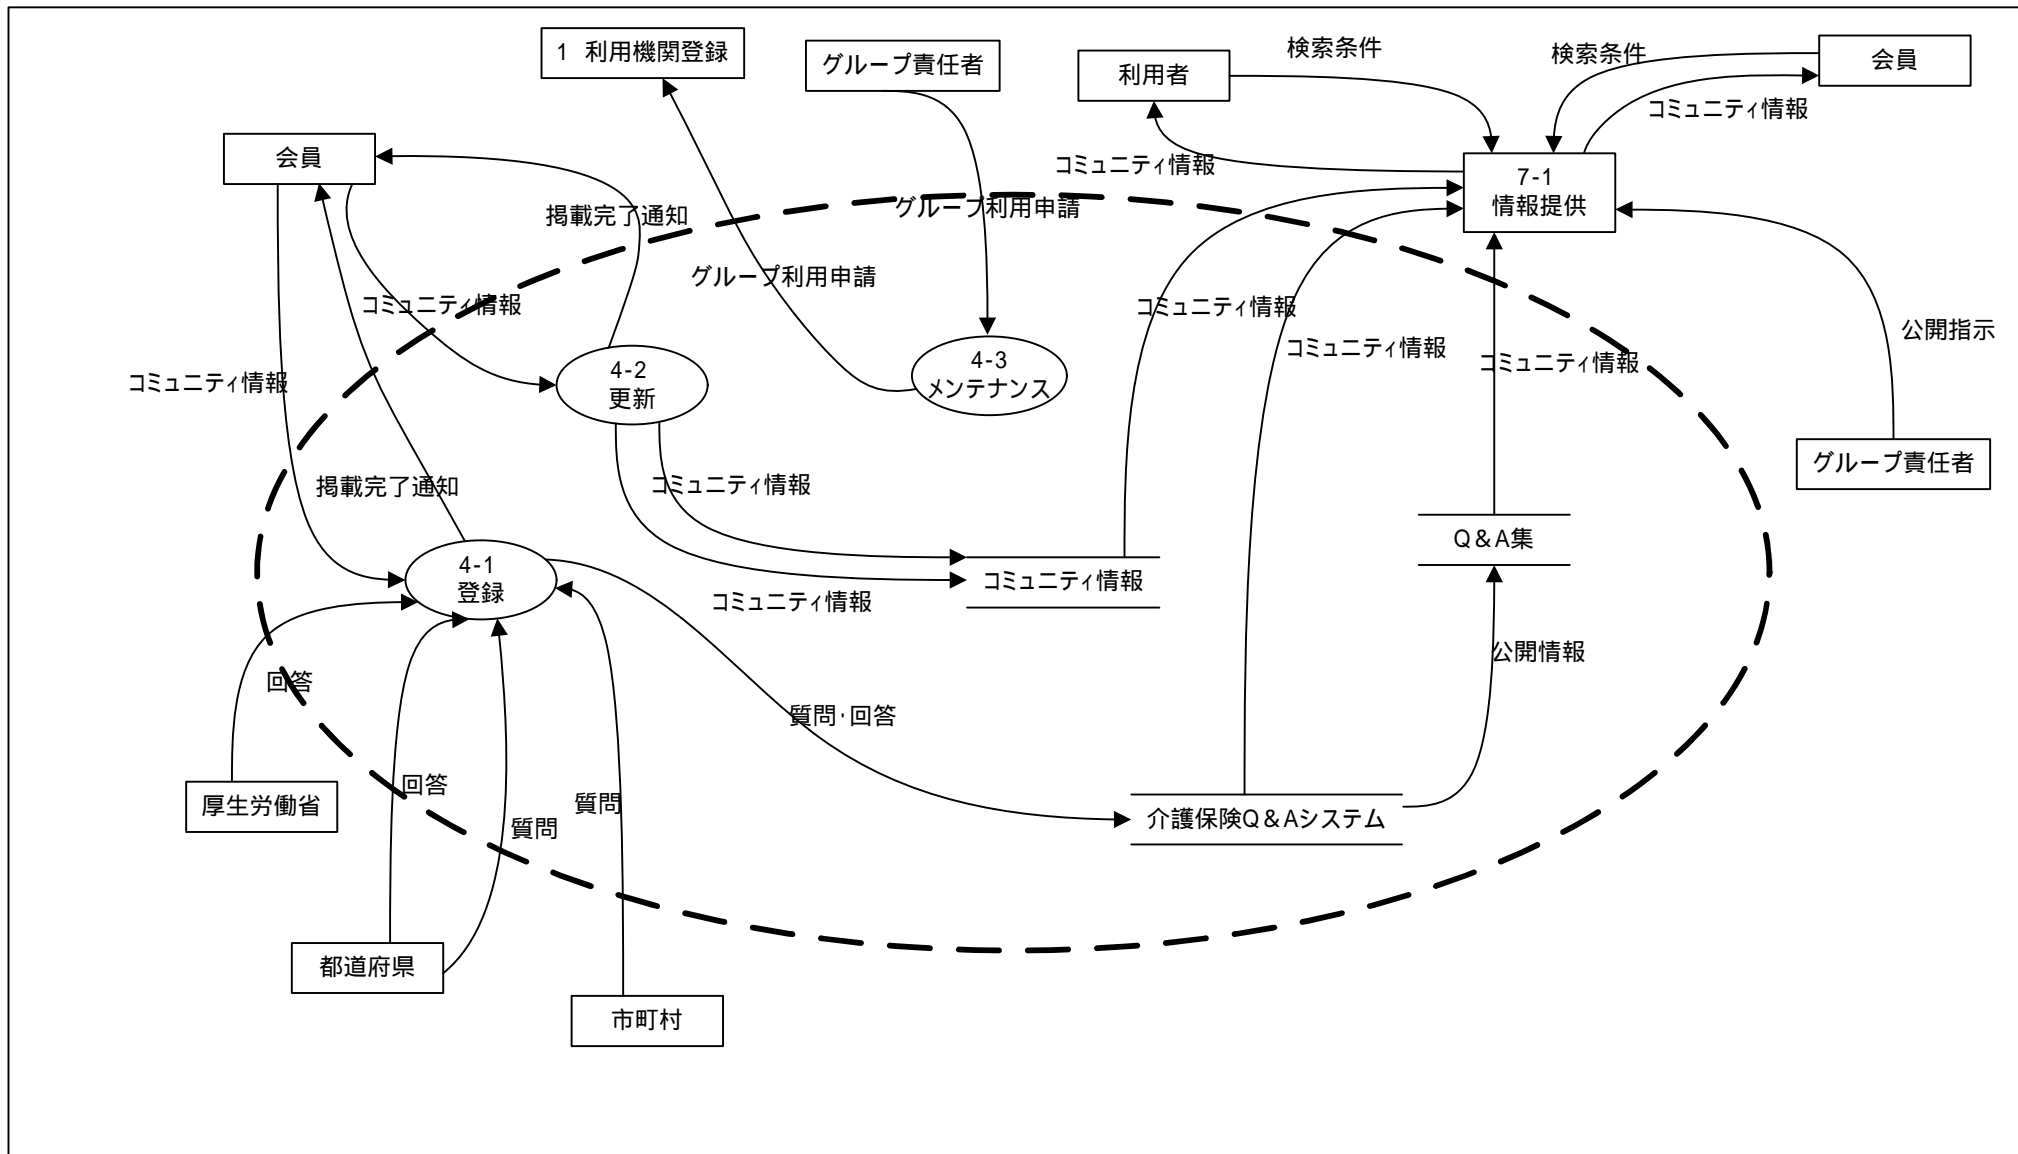 1 利用機関登録
グループ責任者
利用者
検索条件
検索条件
会員
コミュニティ情報
会員
コミュニティ情報
7-1
情報提供
掲載完了通知
グループ利用申請
グループ利用申請
コミュニティ情報
コミュニティ情報
コミュニティ情報
コミュニティ情報
公開指示
コミュニティ情報
4-2
更新
4-3
メンテナンス
グループ責任者
掲載完了通知
コミュニティ情報
Q&A集
4-1
登録
コミュニティ情報
コミュニティ情報
公開情報
回答
質問・回答
厚生労働省
回答
質問
質問
介護保険Q&Aシステム
都道府県
市町村